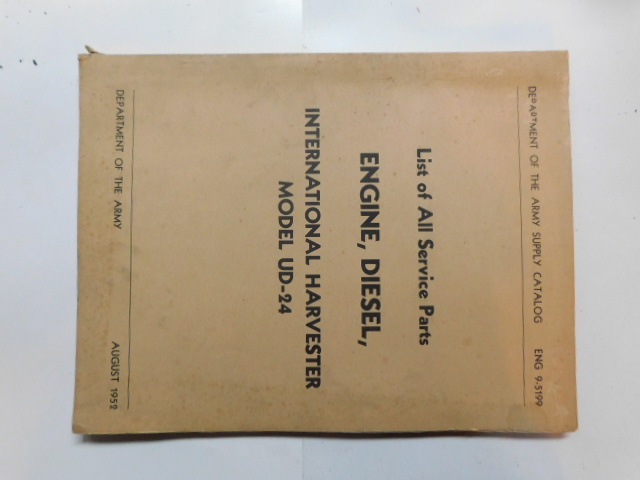 DEPARTMENT OF THE ARMY SUPPLY CATALOG ENG 9-5199
List of All Service Parts
ENGINE, DIESEL,
INTERNATIONAL HARVESTER
MODEL UD-24
DEPARTMENT OF THE ARMY AUGUST 1952